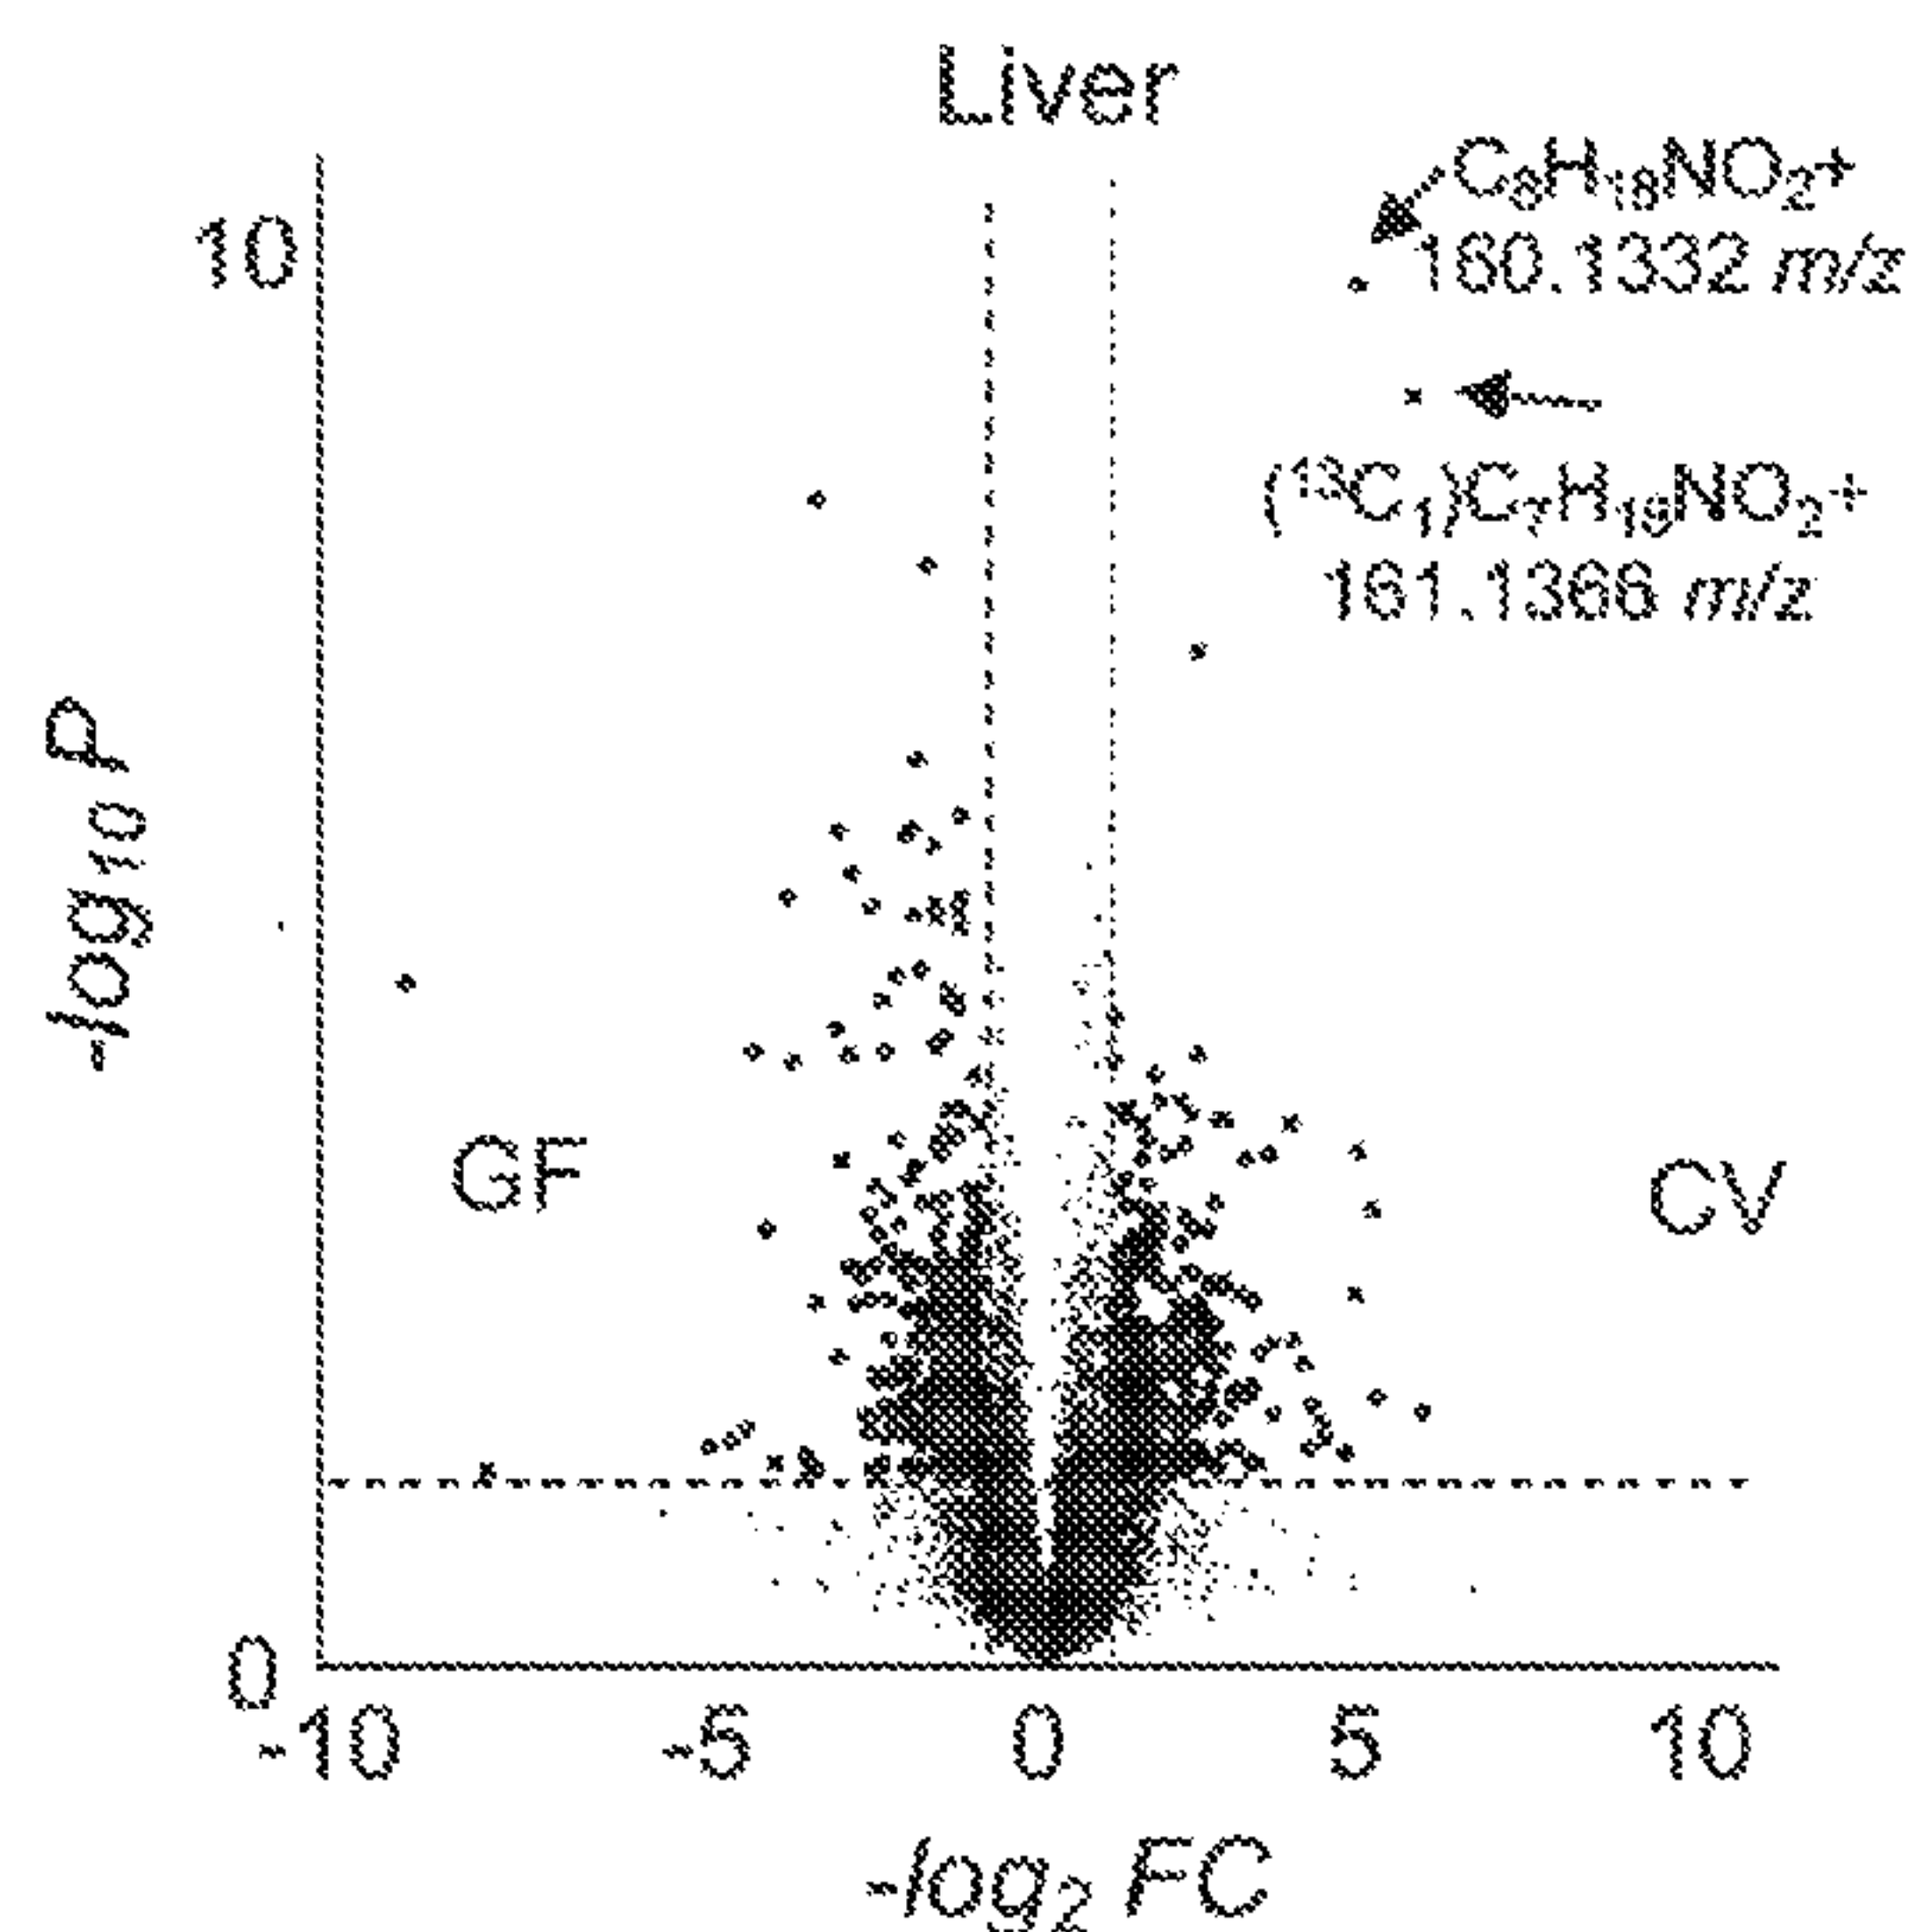 Liver
C₈H₁₈NO₂+
160.1332 m/z
(¹³C₁)C₇H₁₈NO₂+
161.1366 m/z
10
-log10 P
GF
CV
0
-10 -5 0 5 10
-log₂ FC